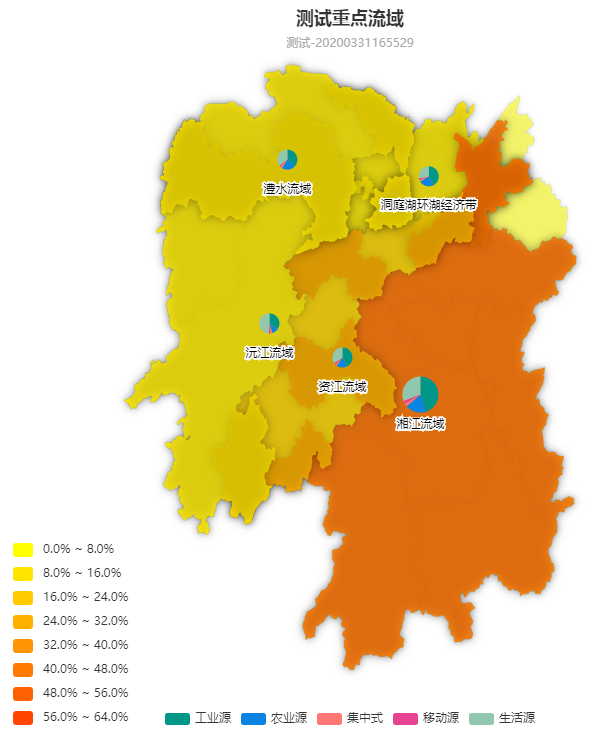 测试重点流域
测试-20200331165529
澧水流域
洞庭湖环湖经济带
沅江流域
资江流域
湘江流域
0.0% ~ 8.0%
8.0% ~ 16.0%
16.0% ~ 24.0%
24.0% ~ 32.0%
32.0% ~ 40.0%
40.0% ~ 48.0%
48.0% ~ 56.0%
56.0% ~ 64.0%
工业源 农业源 集中式 移动源 生活源